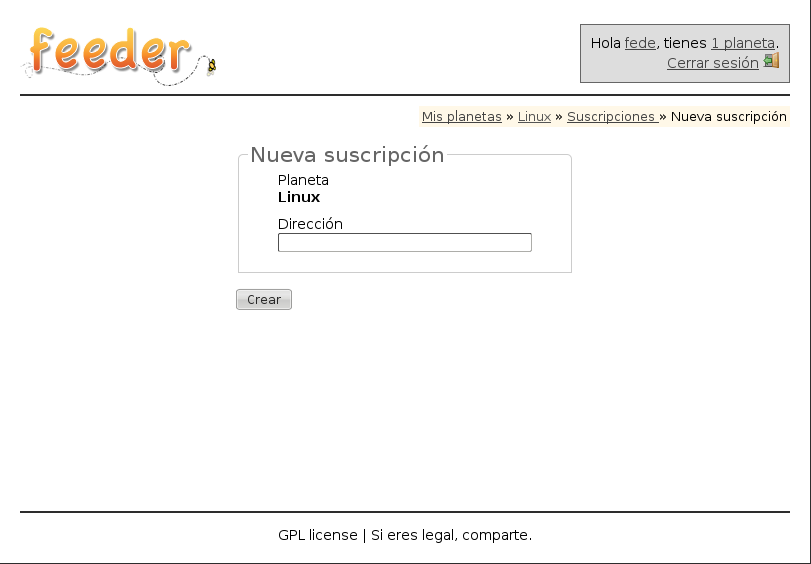 feeder
Hola fede, tienes 1 planeta.
Cerrar sesión
Mis planetas » Linux » Suscripciones » Nueva suscripción
Nueva suscripción
Planeta
Linux
Dirección
Crear
GPL license | Si eres legal, comparte.